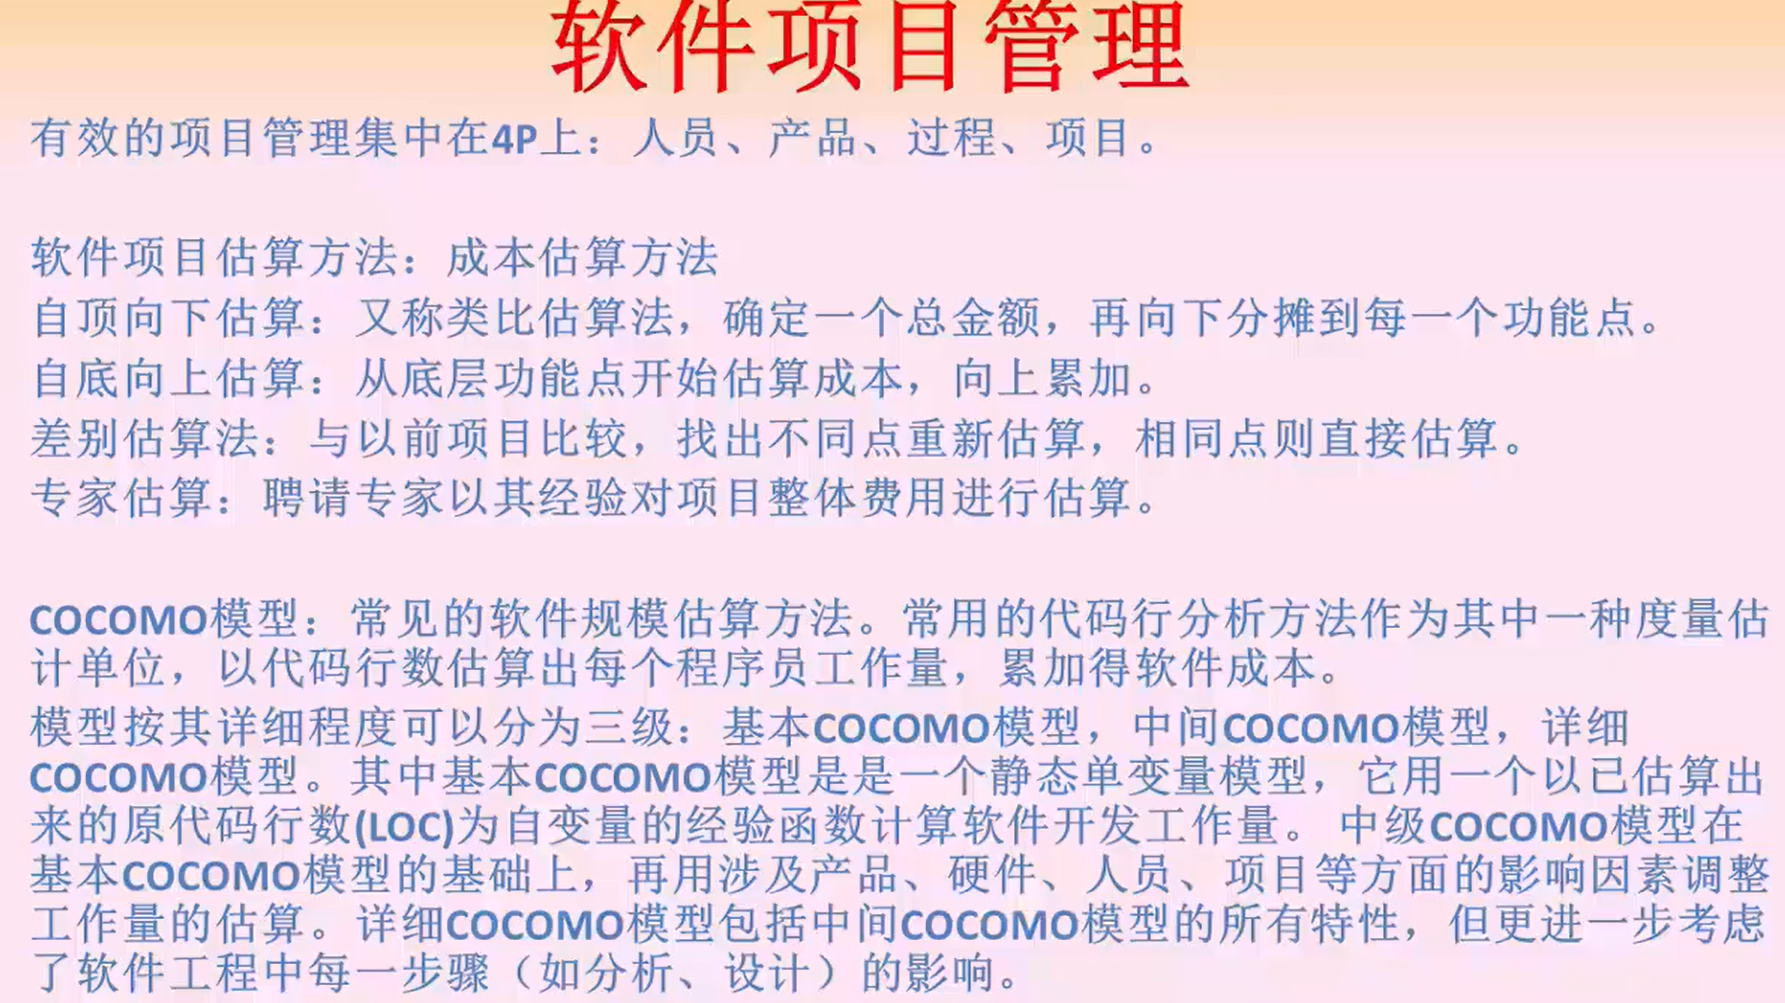 软件项目管理
有效的项目管理集中在4P上：人员、产品、过程、项目。
软件项目估算方法：成本估算方法
自顶向下估算：又称类比估算法，确定一个总金额，再向下分摊到每一个功能点。
自底向上估算：从底层功能点开始估算成本，向上累加。
差别估算法：与以前项目比较，找出不同点重新估算，相同点则直接估算。
专家估算：聘请专家以其经验对项目整体费用进行估算。
COCOMO模型：常见的软件规模估算方法。常用的代码行分析方法作为其中一种度量估
计单位，以代码行数估算出每个程序员工作量，累加得软件成本。
模型按其详细程度可以分为三级：基本COCOMO模型，中间COCOMO模型，详细
COCOMO模型。其中基本COCOMO模型是是一个静态单变量模型，它用一个以已估算出
来的原代码行数(LOC)为自变量的经验函数计算软件开发工作量。 中级COCOMO模型在
基本COCOMO模型的基础上，再用涉及产品、硬件、人员、项目等方面的影响因素调整
工作量的估算。详细COCOMO模型包括中间COCOMO模型的所有特性，但更进一步考虑
了软件工程中每一步骤（如分析、设计）的影响。